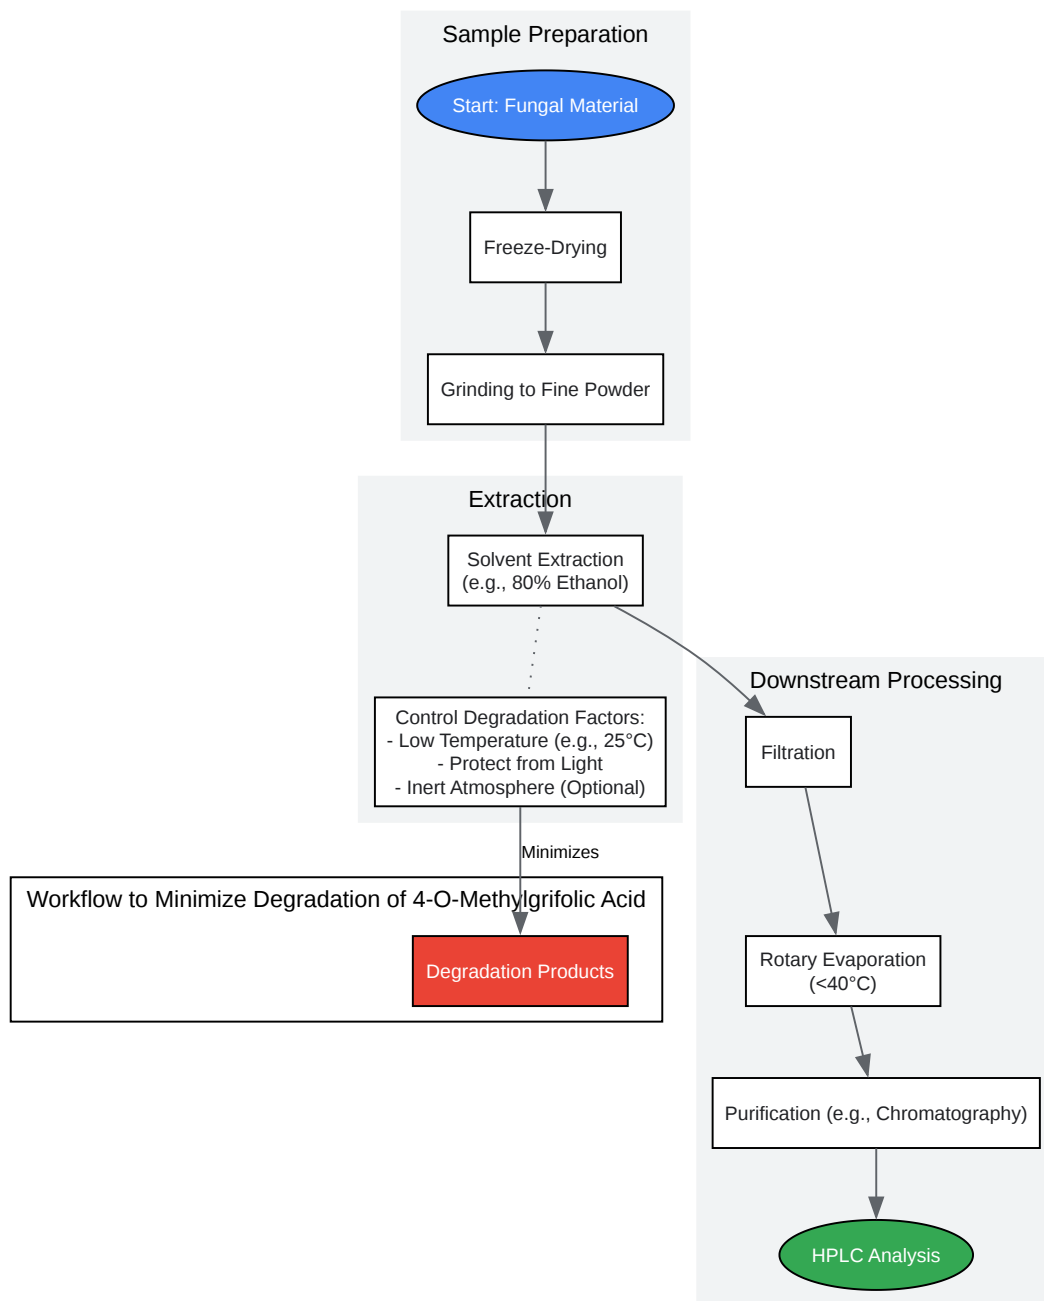 Sample Preparation
Start: Fungal Material
Freeze-Drying
Grinding to Fine Powder
Extraction
Solvent Extraction
(e.g., 80% Ethanol)
Control Degradation Factors:
- Low Temperature (e.g., 25°C)
- Protect from Light
- Inert Atmosphere (Optional)
Minimizes
Workflow to Minimize Degradation of 4-O-Methylgrifolic Acid
Degradation Products
Downstream Processing
Filtration
Rotary Evaporation
(<40°C)
Purification (e.g., Chromatography)
HPLC Analysis